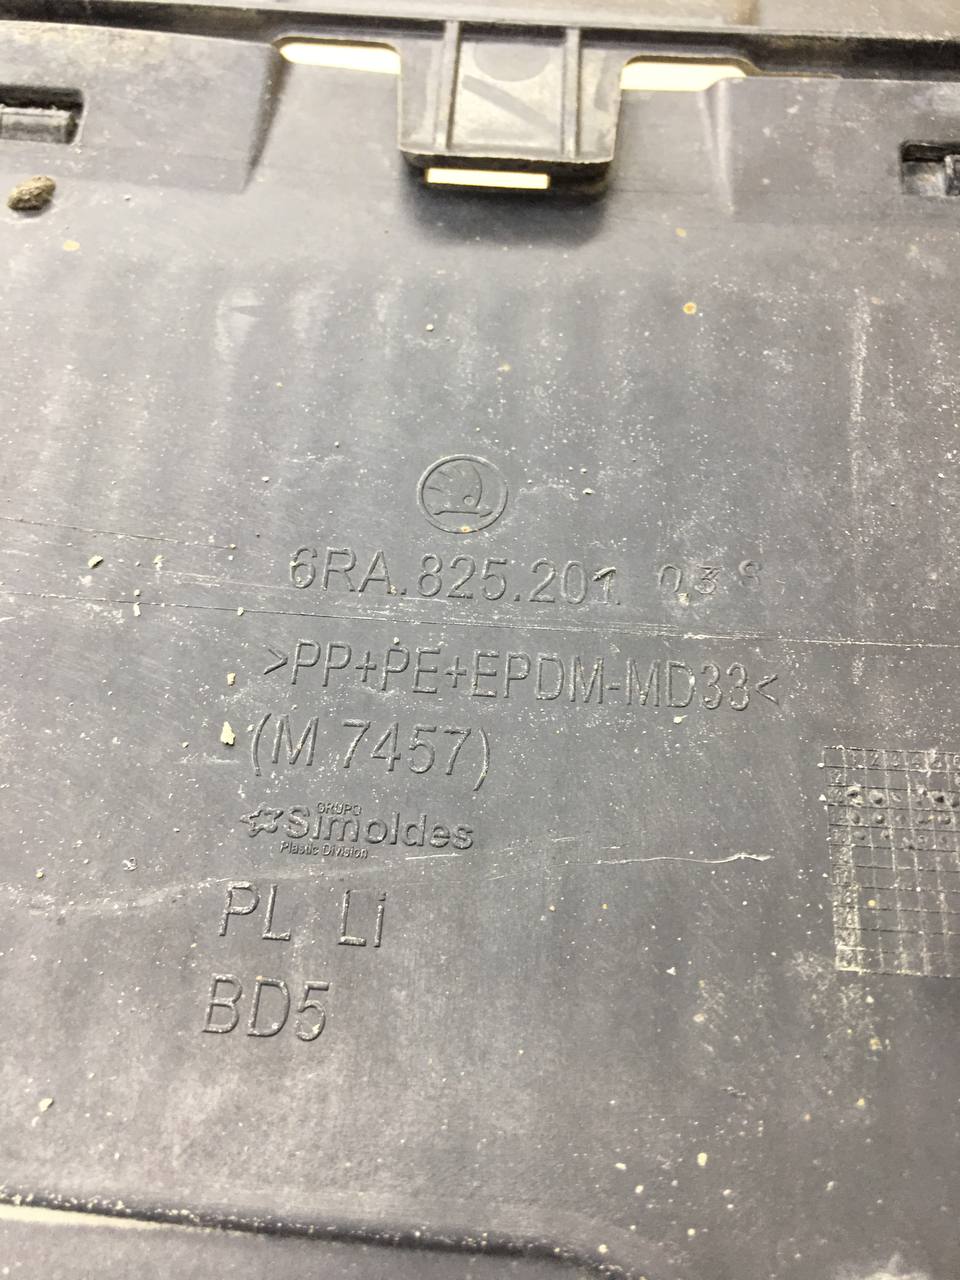 6RA.825.201
>PP+PE+EPDM-MD33<
(M 7457)
GRUPO
Simoldes
Plastic Division
PL Li
BD5